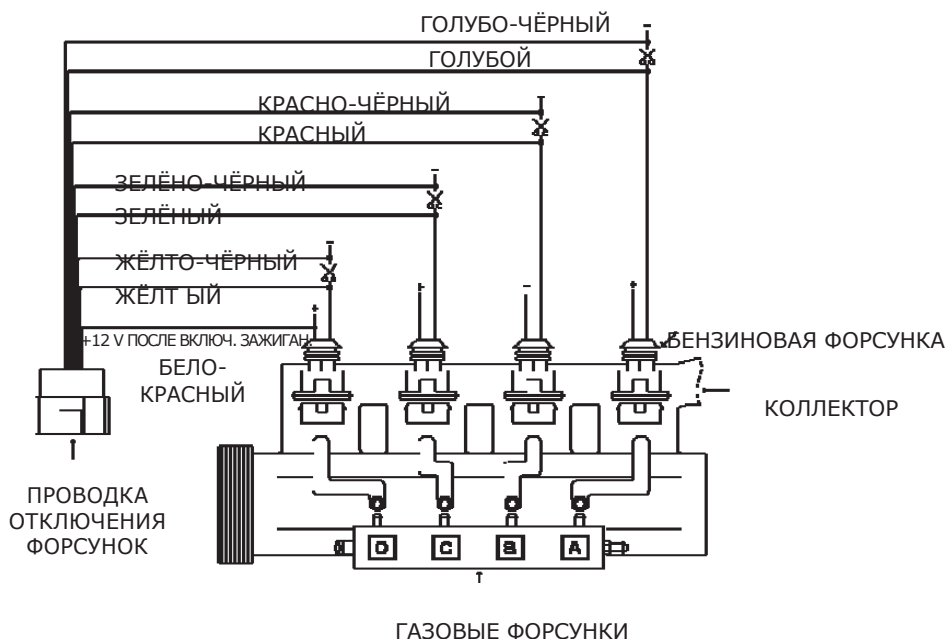 ГОЛУБО-ЧЁРНЫЙ
ГОЛУБОЙ
КРАСНО-ЧЁРНЫЙ
КРАСНЫЙ
ЗЕЛЁНО-ЧЁРНЫЙ
ЗЕЛЁНЫЙ
ЖЁЛТО-ЧЁРНЫЙ
ЖЁЛТ ЫЙ
+12 V ПОСЛЕ ВКЛЮЧ. ЗАЖИГАН.
БЕЛО-
КРАСНЫЙ
БЕНЗИНОВАЯ ФОРСУНКА
КОЛЛЕКТОР
ПРОВОДКА
ОТКЛЮЧЕНИЯ
ФОРСУНОК
D C B A
ГАЗОВЫЕ ФОРСУНКИ